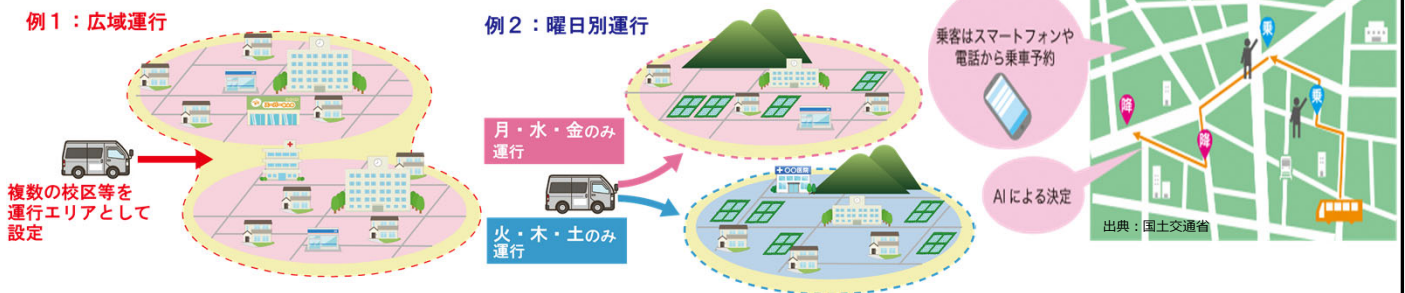 例1：広域運行
複数の校区等を
運行エリアとして
設定
例2：曜日別運行
月・水・金のみ
運行
火・木・土のみ
運行
+〇〇医院
乗客はスマートフォンや
電話から乗車予約
AIによる決定
乗
乗
降
降
出典：国土交通省